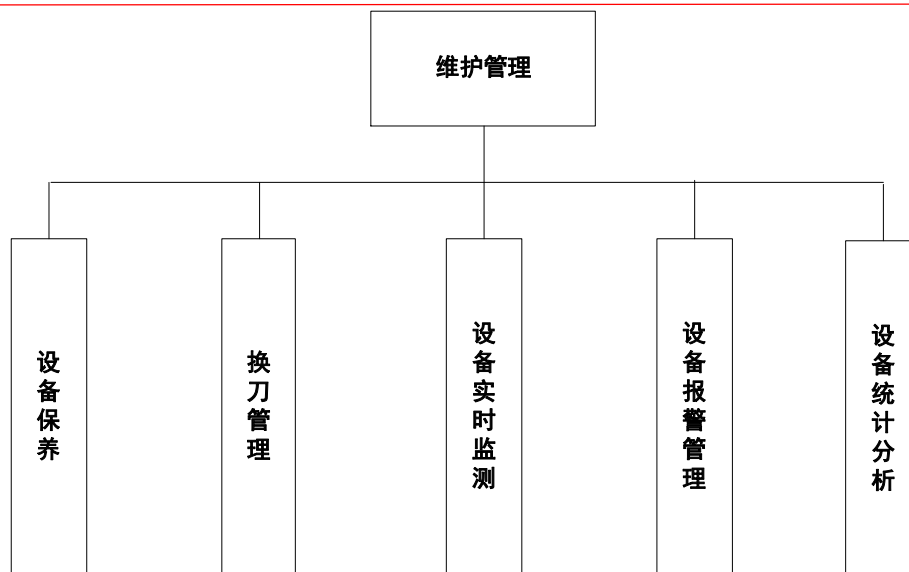 维护管理
设备保养
换刀管理
设备实时监测
设备报警管理
设备统计分析